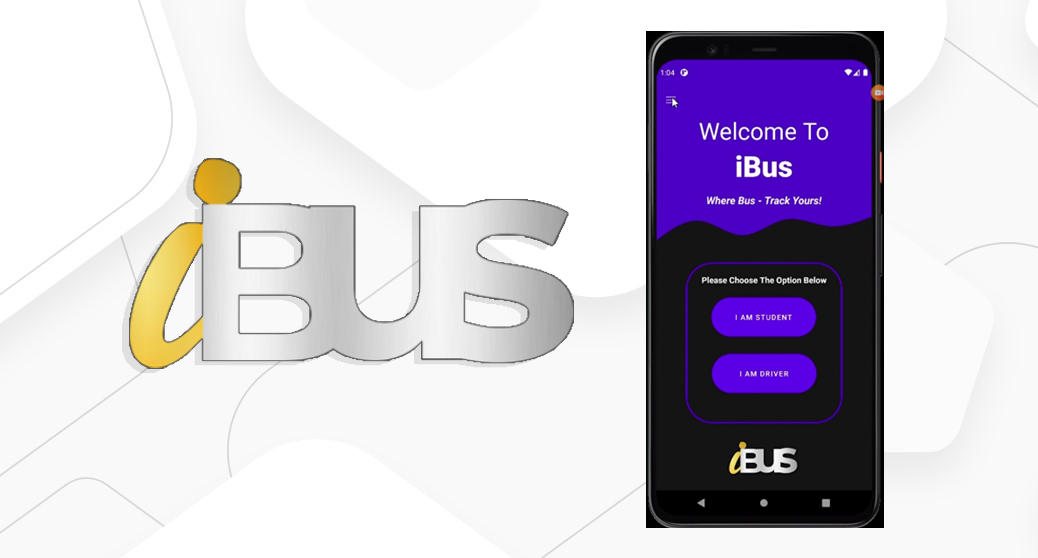 iBUS
1:04
Welcome To
iBus
Where Bus - Track Yours!
Please Choose The Option Below
I AM STUDENT
I AM DRIVER
iBUS